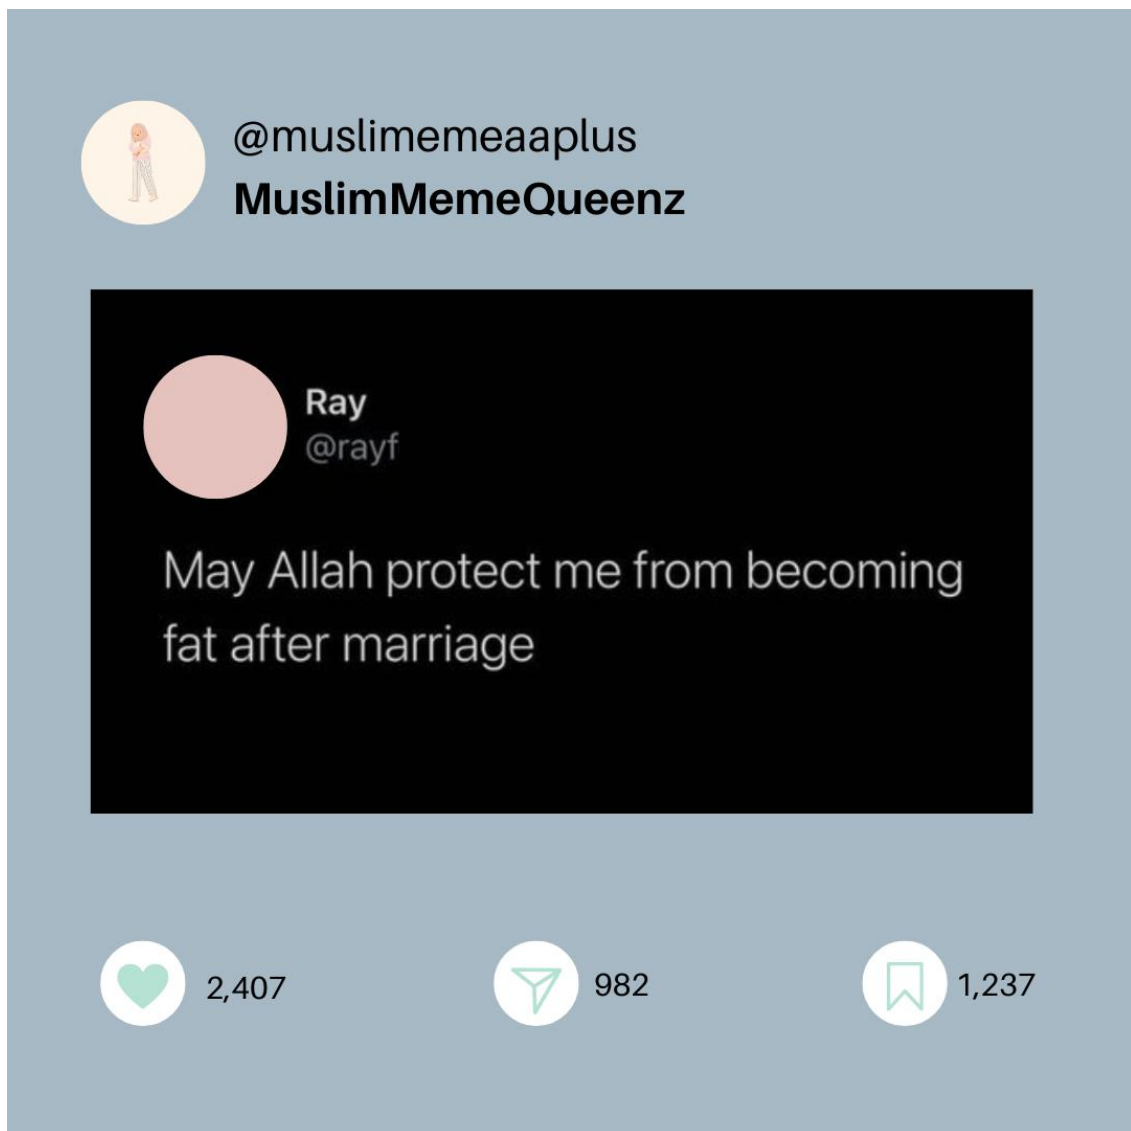 @muslimemeaaplus
MuslimMemeQueenz
Ray
@rayf
May Allah protect me from becoming
fat after marriage
2,407
982
1,237